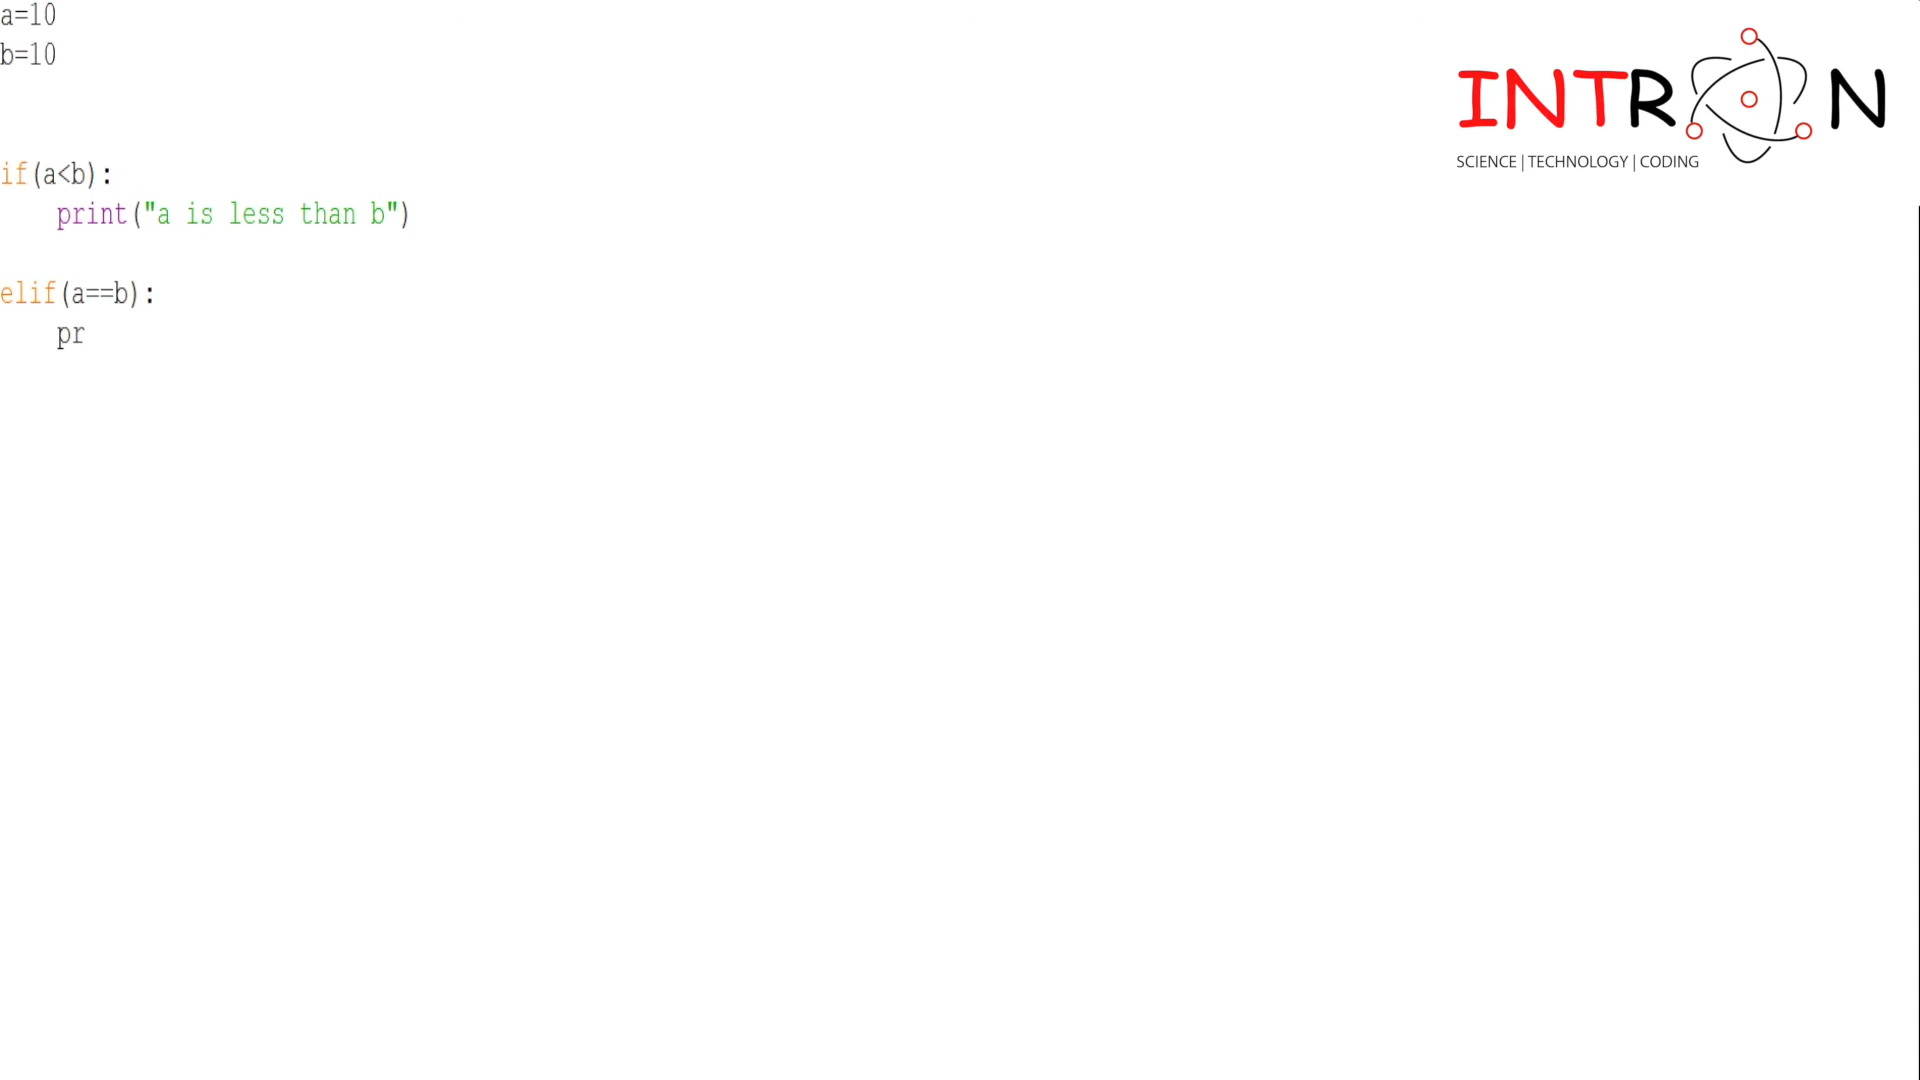 a=10
b=10
if(a<b):
    print("a is less than b")
elif(a==b):
    pr
INTRON
SCIENCE | TECHNOLOGY | CODING